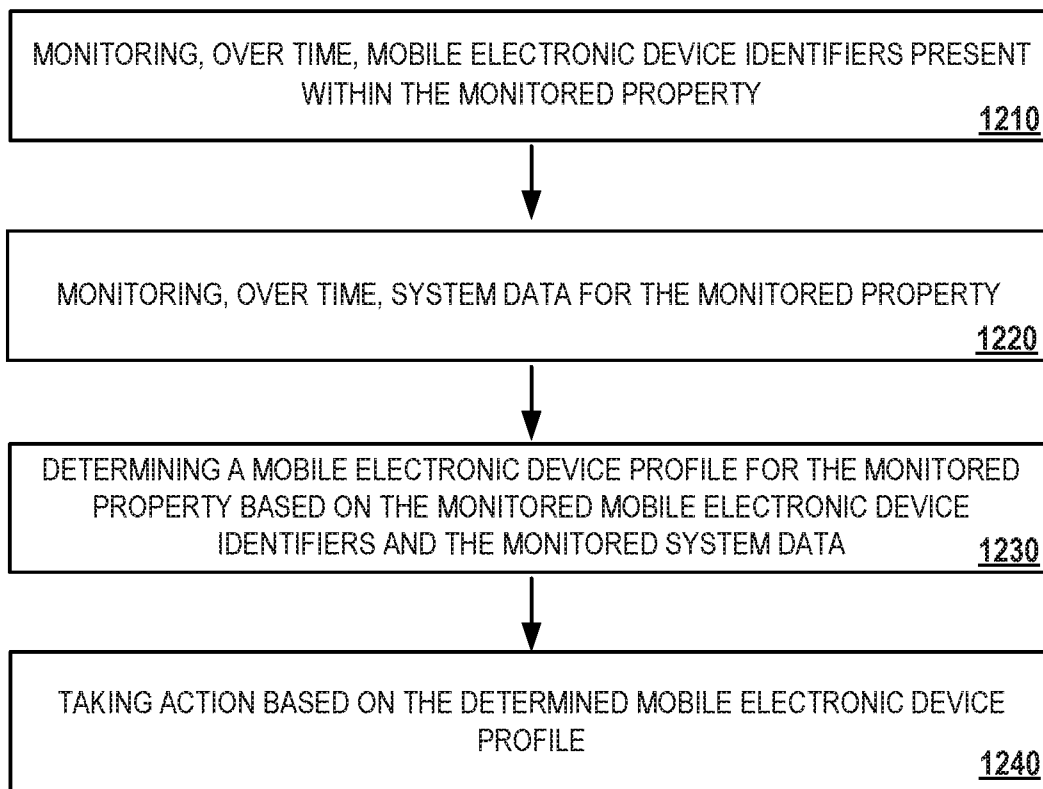 MONITORING, OVER TIME, MOBILE ELECTRONIC DEVICE IDENTIFIERS PRESENT
WITHIN THE MONITORED PROPERTY
1210
MONITORING, OVER TIME, SYSTEM DATA FOR THE MONITORED PROPERTY
1220
DETERMINING A MOBILE ELECTRONIC DEVICE PROFILE FOR THE MONITORED
PROPERTY BASED ON THE MONITORED MOBILE ELECTRONIC DEVICE
IDENTIFIERS AND THE MONITORED SYSTEM DATA
1230
TAKING ACTION BASED ON THE DETERMINED MOBILE ELECTRONIC DEVICE
PROFILE
1240